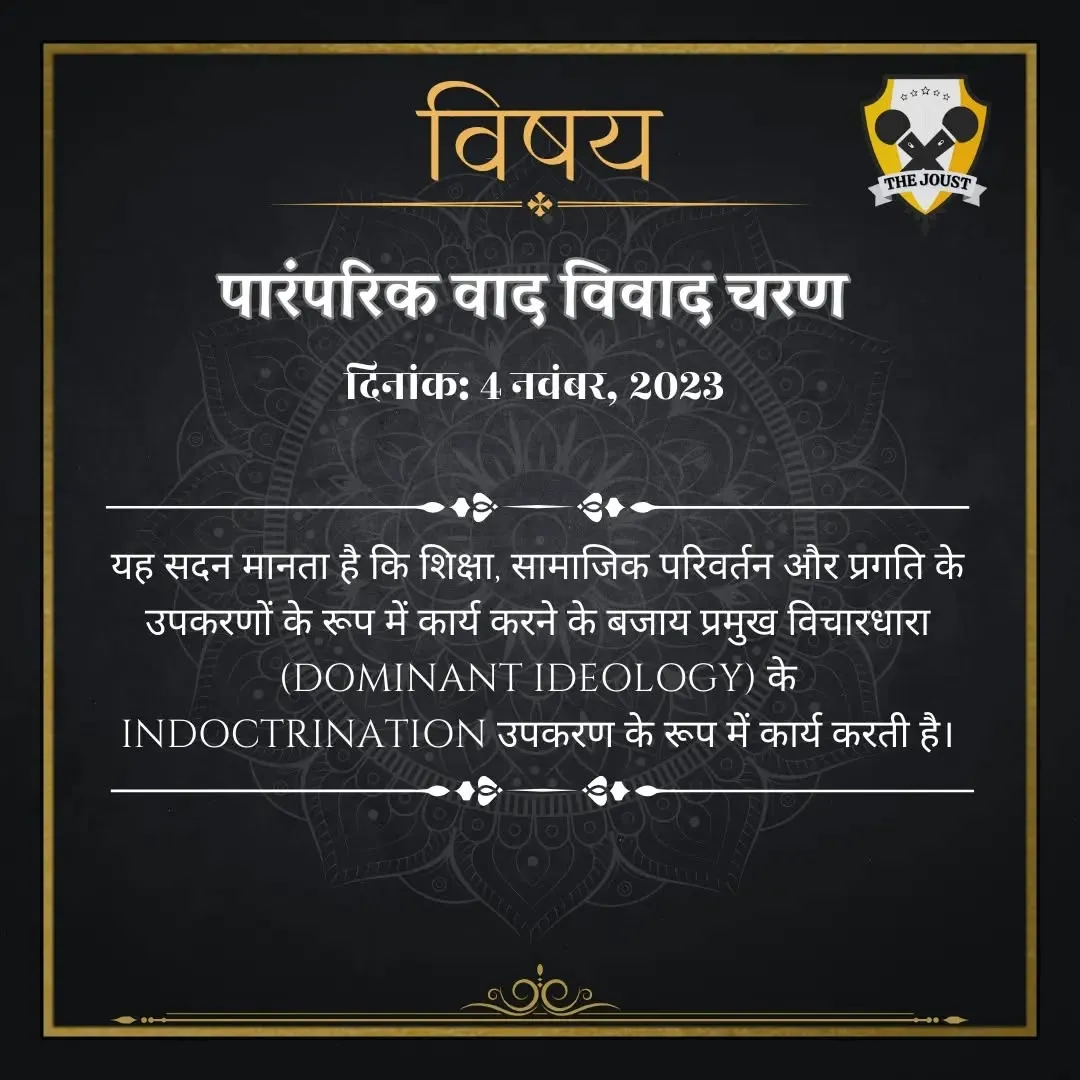 विषय
THE JOUST
पारंपरिक वाद विवाद चरण
दिनांक: 4 नवंबर, 2023
यह सदन मानता है कि शिक्षा, सामाजिक परिवर्तन और प्रगति के
उपकरणों के रूप में कार्य करने के बजाय प्रमुख विचारधारा
(DOMINANT IDEOLOGY) के
INDOCTRINATION उपकरण के रूप में कार्य करती है।